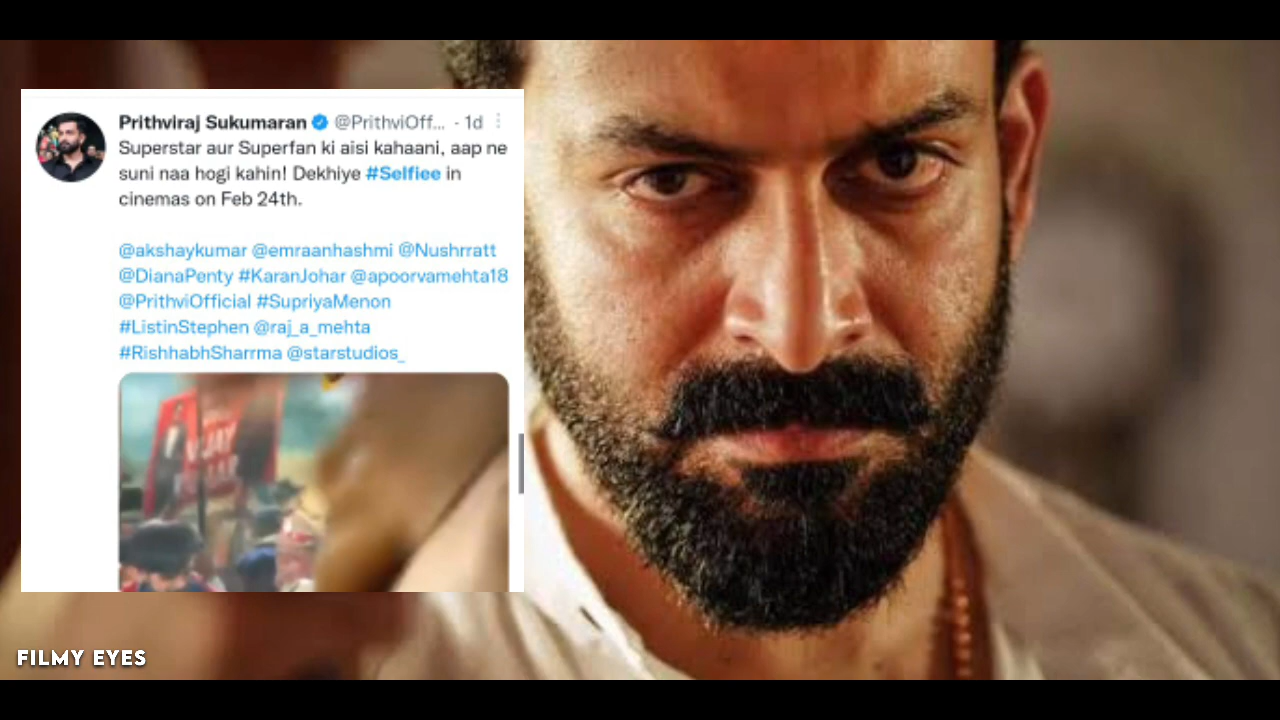 Prithviraj Sukumaran @PrithviOff... · 1d
Superstar aur Superfan ki aisi kahaani, aap ne
suni naa hogi kahin! Dekhiye #Selfiee in
cinemas on Feb 24th.
@akshaykumar @emraanhashmi @Nushrratt
@DianaPenty #KaranJohar @apoorvamehta18
@PrithviOfficial #SupriyaMenon
#ListinStephen @raj_a_mehta
#RishhabhSharrma @starstudios_
VIJAY
FILMY EYES